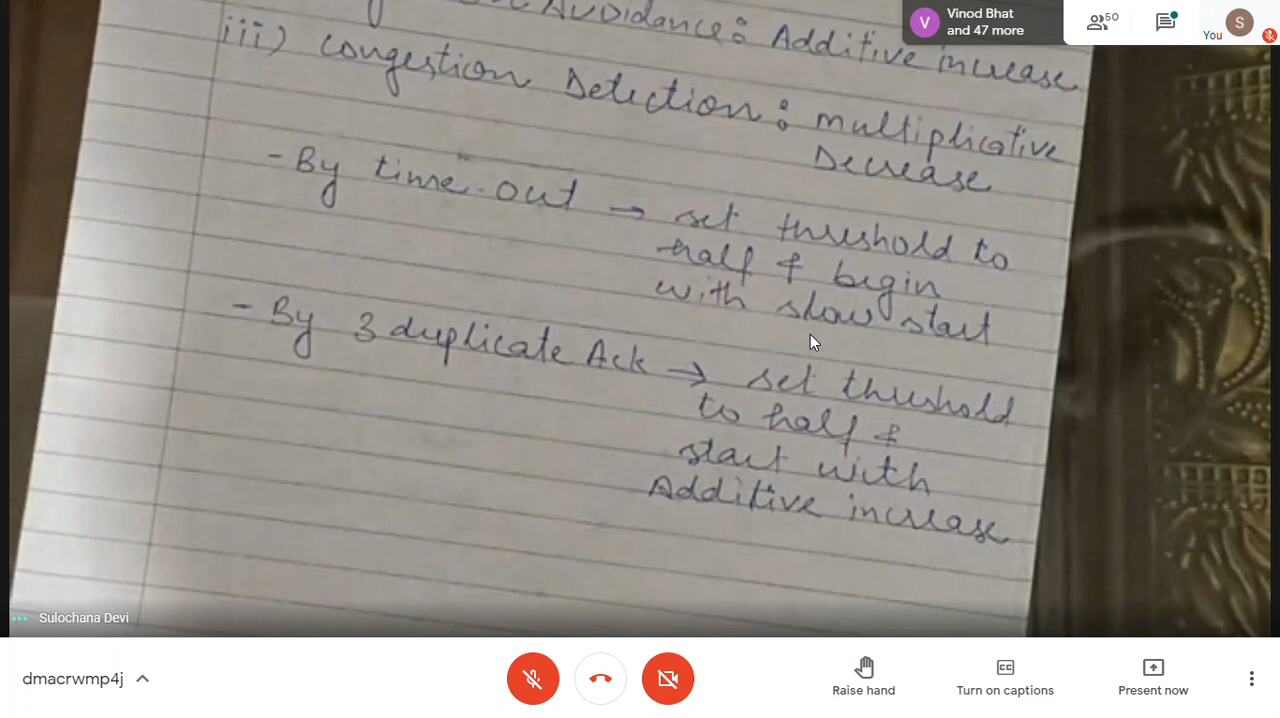 Avoidance: Additive increase
iii) Congestion Detection: multiplicative
Decrease
- By time-out → set threshold to
half & begin
with slow start
- By 3 duplicate Ack → set threshold
to half &
start with
Additive increase
Vinod Bhat
and 47 more
50
You
S
V
Sulochana Devi
dmacrwmp4j
Raise hand
Turn on captions
Present now